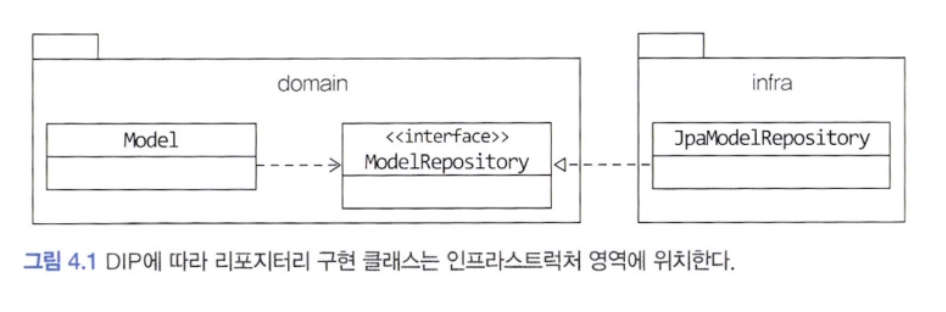 domain
infra
Model
<<interface>>
ModelRepository
JpaModelRepository
그림 4.1 DIP에 따라 리포지터리 구현 클래스는 인프라스트럭처 영역에 위치한다.